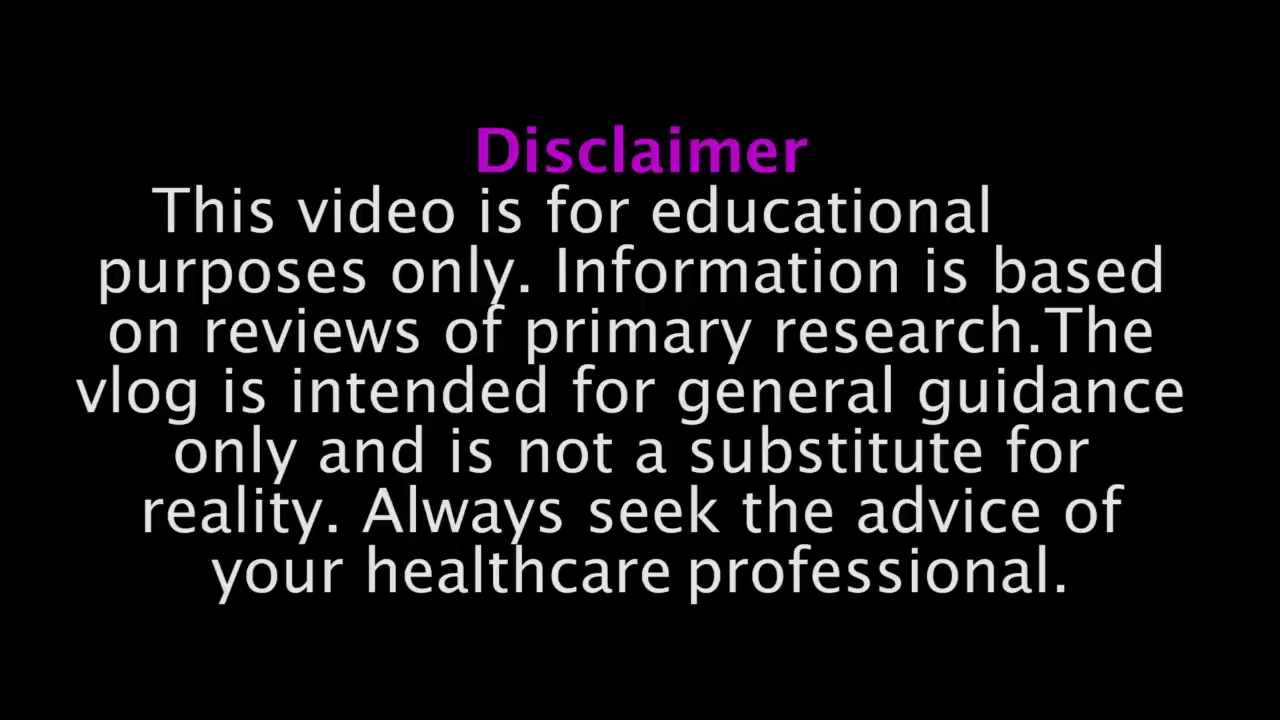 Disclaimer
This video is for educational
purposes only. Information is based
on reviews of primary research.The
vlog is intended for general guidance
only and is not a substitute for
reality. Always seek the advice of
your healthcare professional.